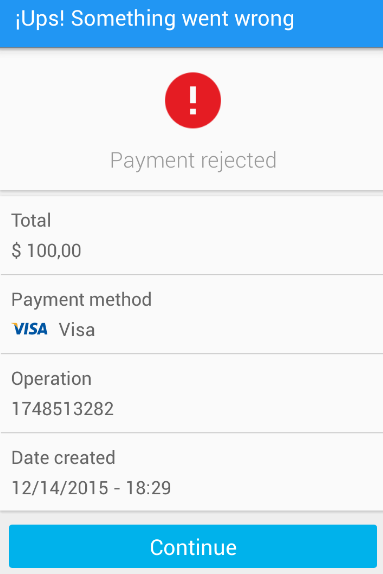 ¡Ups! Something went wrong
!
Payment rejected
Total
$ 100,00
Payment method
VISA Visa
Operation
1748513282
Date created
12/14/2015 - 18:29
Continue